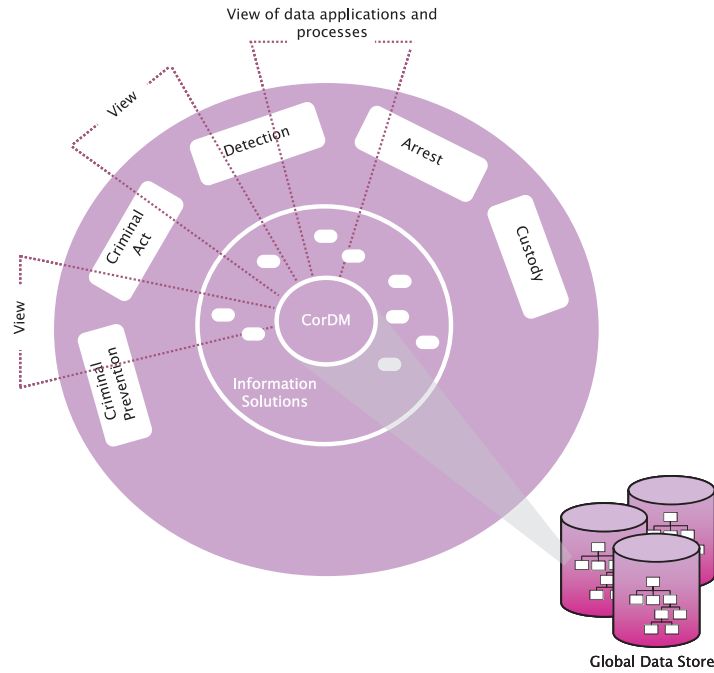 View of data applications and
processes
View
Detection
Arrest
Criminal
Act
Custody
View
CorDM
Criminal
Prevention
Information
Solutions
Global Data Store